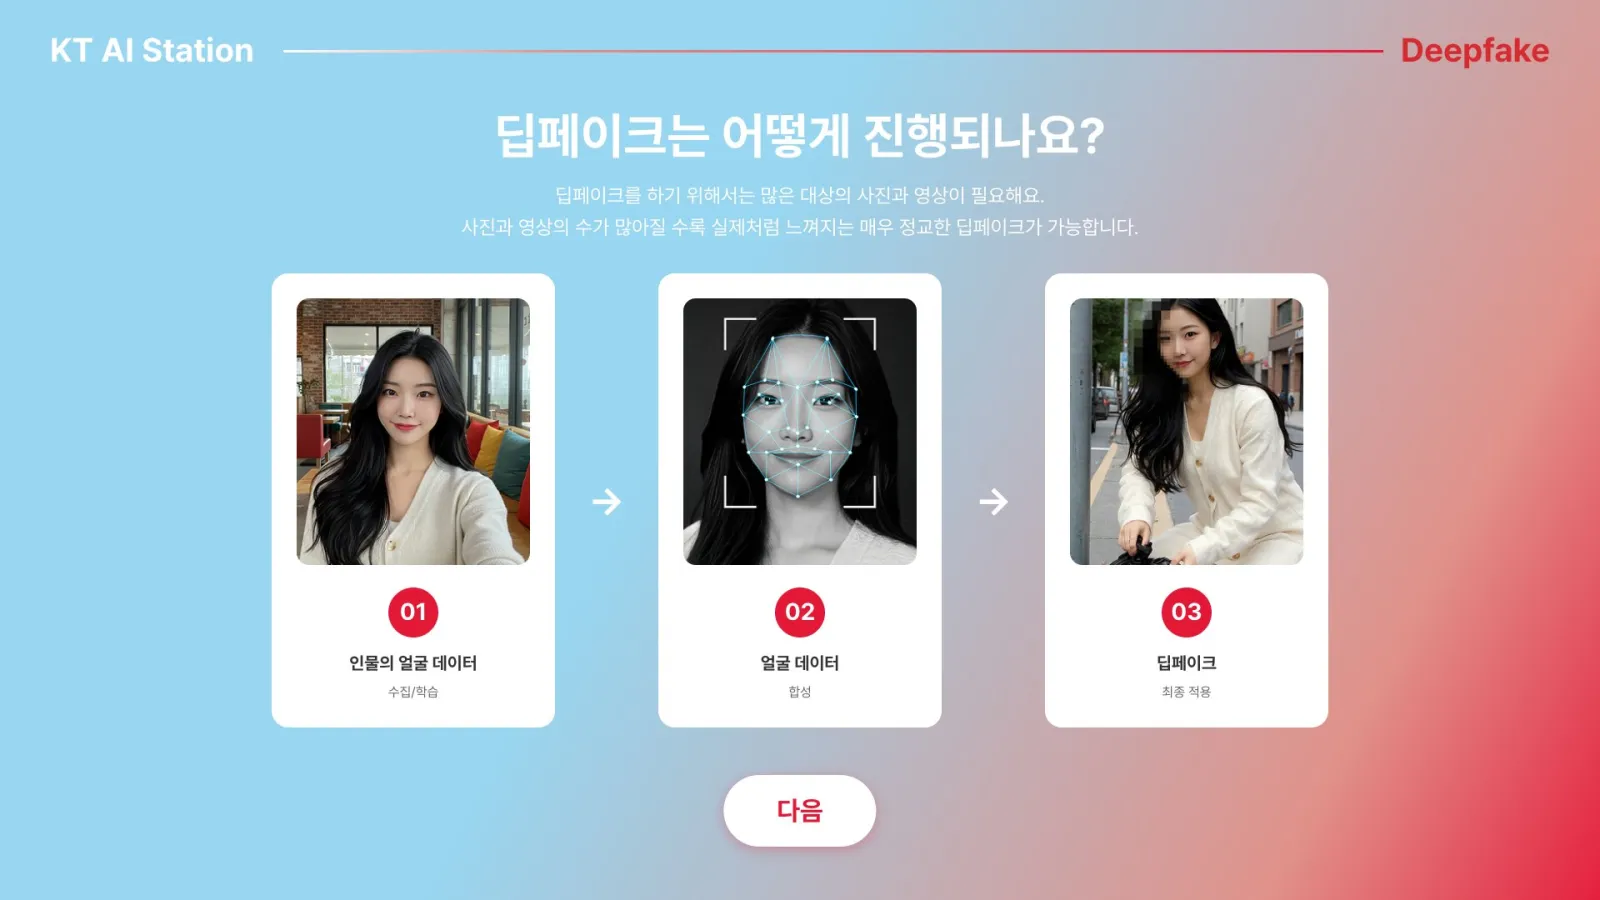 KT AI Station
Deepfake
딥페이크는 어떻게 진행되나요?
딥페이크를 하기 위해서는 많은 대상의 사진과 영상이 필요해요.
사진과 영상의 수가 많아질 수록 실제처럼 느껴지는 매우 정교한 딥페이크가 가능합니다.
01
인물의 얼굴 데이터
수집/학습
02
얼굴 데이터
합성
03
딥페이크
최종 적용
다음